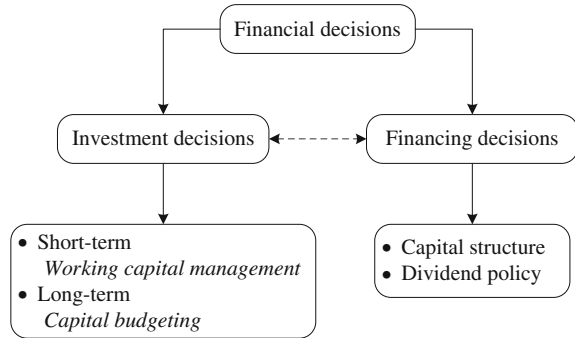 Financial decisions
Investment decisions
Financing decisions
• Short-term
Working capital management
• Long-term
Capital budgeting
• Capital structure
• Dividend policy